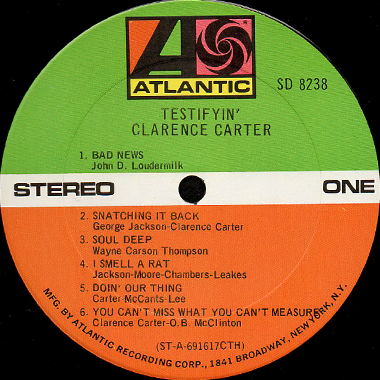 ATLANTIC
SD 8238
TESTIFYIN'
CLARENCE CARTER
1. BAD NEWS
John D. Loudermilk
STEREO ONE
2. SNATCHING IT BACK
George Jackson-Clarence Carter
3. SOUL DEEP
Wayne Carson Thompson
4. I SMELL A RAT
Jackson-Moore-Chambers-Leakes
5. DOIN' OUR THING
Carter-McCants-Lee
6. YOU CAN'T MISS WHAT YOU CAN'T MEASURE
Clarence Carter-O.B. McClinton
(ST-A-691617CTH)
MFG. BY ATLANTIC RECORDING CORP., 1841 BROADWAY, NEW YORK, N.Y.